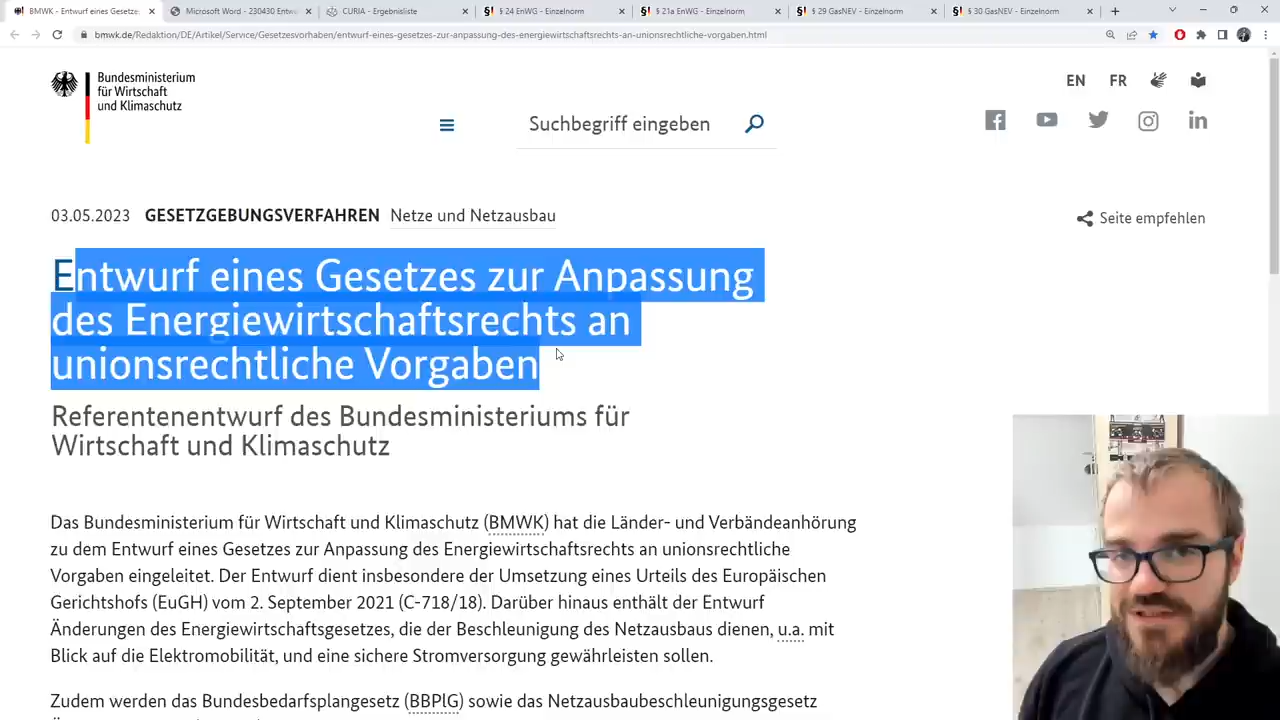 BMWK - Entwurf eines Gesetzes
Microsoft Word - 230430 Entw
CURIA - Ergebnisliste
§ 24 EnWG - Einzelnorm
§ 21a EnWG - Einzelnorm
§ 29 GasNEV - Einzelnorm
§ 30 GasNEV - Einzelnorm
bmwk.de/Redaktion/DE/Artikel/Service/Gesetzesvorhaben/entwurf-eines-gesetzes-zur-anpassung-des-energiewirtschaftsrechts-an-unionsrechtliche-vorgaben.html
Bundesministerium
für Wirtschaft
und Klimaschutz
EN FR
Suchbegriff eingeben
03.05.2023 GESETZGEBUNGSVERFAHREN Netze und Netzausbau
Seite empfehlen
Entwurf eines Gesetzes zur Anpassung
des Energiewirtschaftsrechts an
unionsrechtliche Vorgaben
Referentenentwurf des Bundesministeriums für
Wirtschaft und Klimaschutz
Das Bundesministerium für Wirtschaft und Klimaschutz (BMWK) hat die Länder- und Verbändeanhörung
zu dem Entwurf eines Gesetzes zur Anpassung des Energiewirtschaftsrechts an unionsrechtliche
Vorgaben eingeleitet. Der Entwurf dient insbesondere der Umsetzung eines Urteils des Europäischen
Gerichtshofs (EuGH) vom 2. September 2021 (C-718/18). Darüber hinaus enthält der Entwurf
Änderungen des Energiewirtschaftsgesetzes, die der Beschleunigung des Netzausbaus dienen, u.a. mit
Blick auf die Elektromobilität, und eine sichere Stromversorgung gewährleisten sollen.
Zudem werden das Bundesbedarfsplangesetz (BBPlG) sowie das Netzausbaubeschleunigungsgesetz